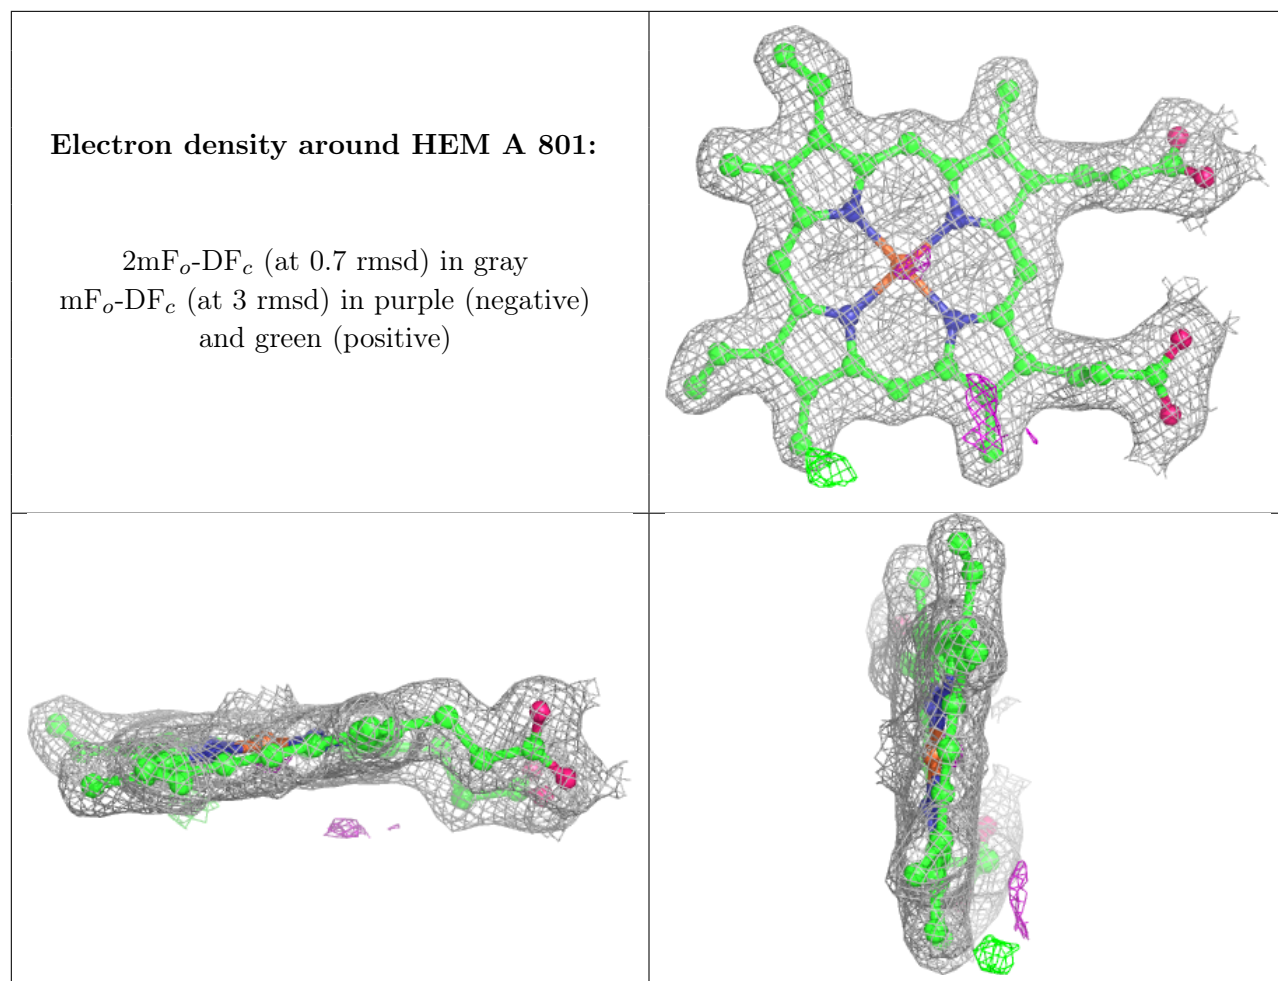 Electron density around HEM A 801:
2mFₒ-DF𝒸 (at 0.7 rmsd) in gray
mFₒ-DF𝒸 (at 3 rmsd) in purple (negative)
and green (positive)